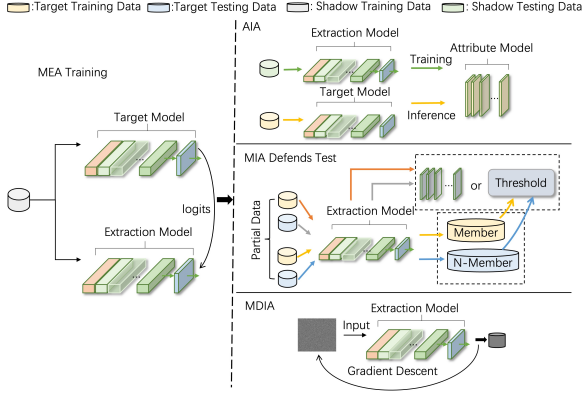 :Target Training Data
:Target Testing Data
: Shadow Training Data
: Shadow Testing Data
MEA Training
Target Model
...
logits
Extraction Model
...
AIA
Extraction Model
...
Training
Attribute Model
...
Target Model
...
Inference
MIA Defends Test
Partial Data
Extraction Model
...
...
or
Threshold
Member
N-Member
MDIA
Input
Extraction Model
...
Gradient Descent